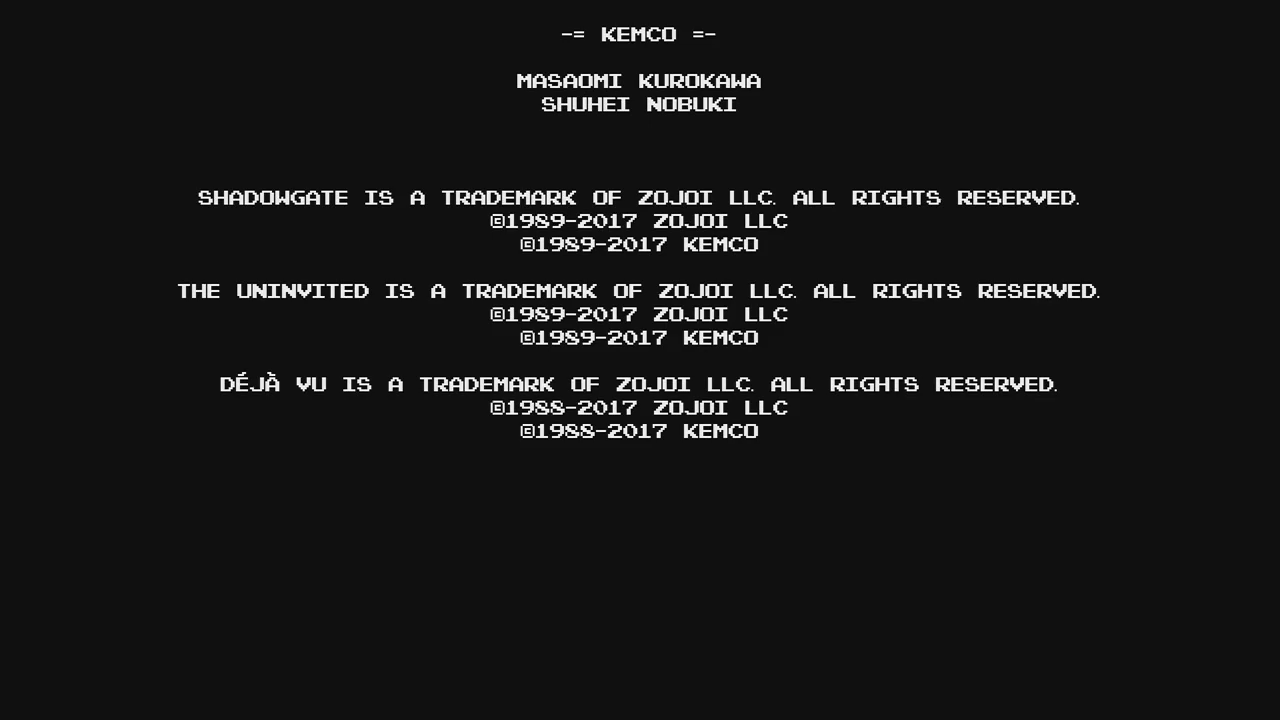 -= KEMCO =-
MASAOMI KUROKAWA
SHUHEI NOBUKI
SHADOWGATE IS A TRADEMARK OF ZOJOI LLC. ALL RIGHTS RESERVED.
©1989-2017 ZOJOI LLC
©1989-2017 KEMCO
THE UNINVITED IS A TRADEMARK OF ZOJOI LLC. ALL RIGHTS RESERVED.
©1989-2017 ZOJOI LLC
©1989-2017 KEMCO
DÉJÀ VU IS A TRADEMARK OF ZOJOI LLC. ALL RIGHTS RESERVED.
©1988-2017 ZOJOI LLC
©1988-2017 KEMCO